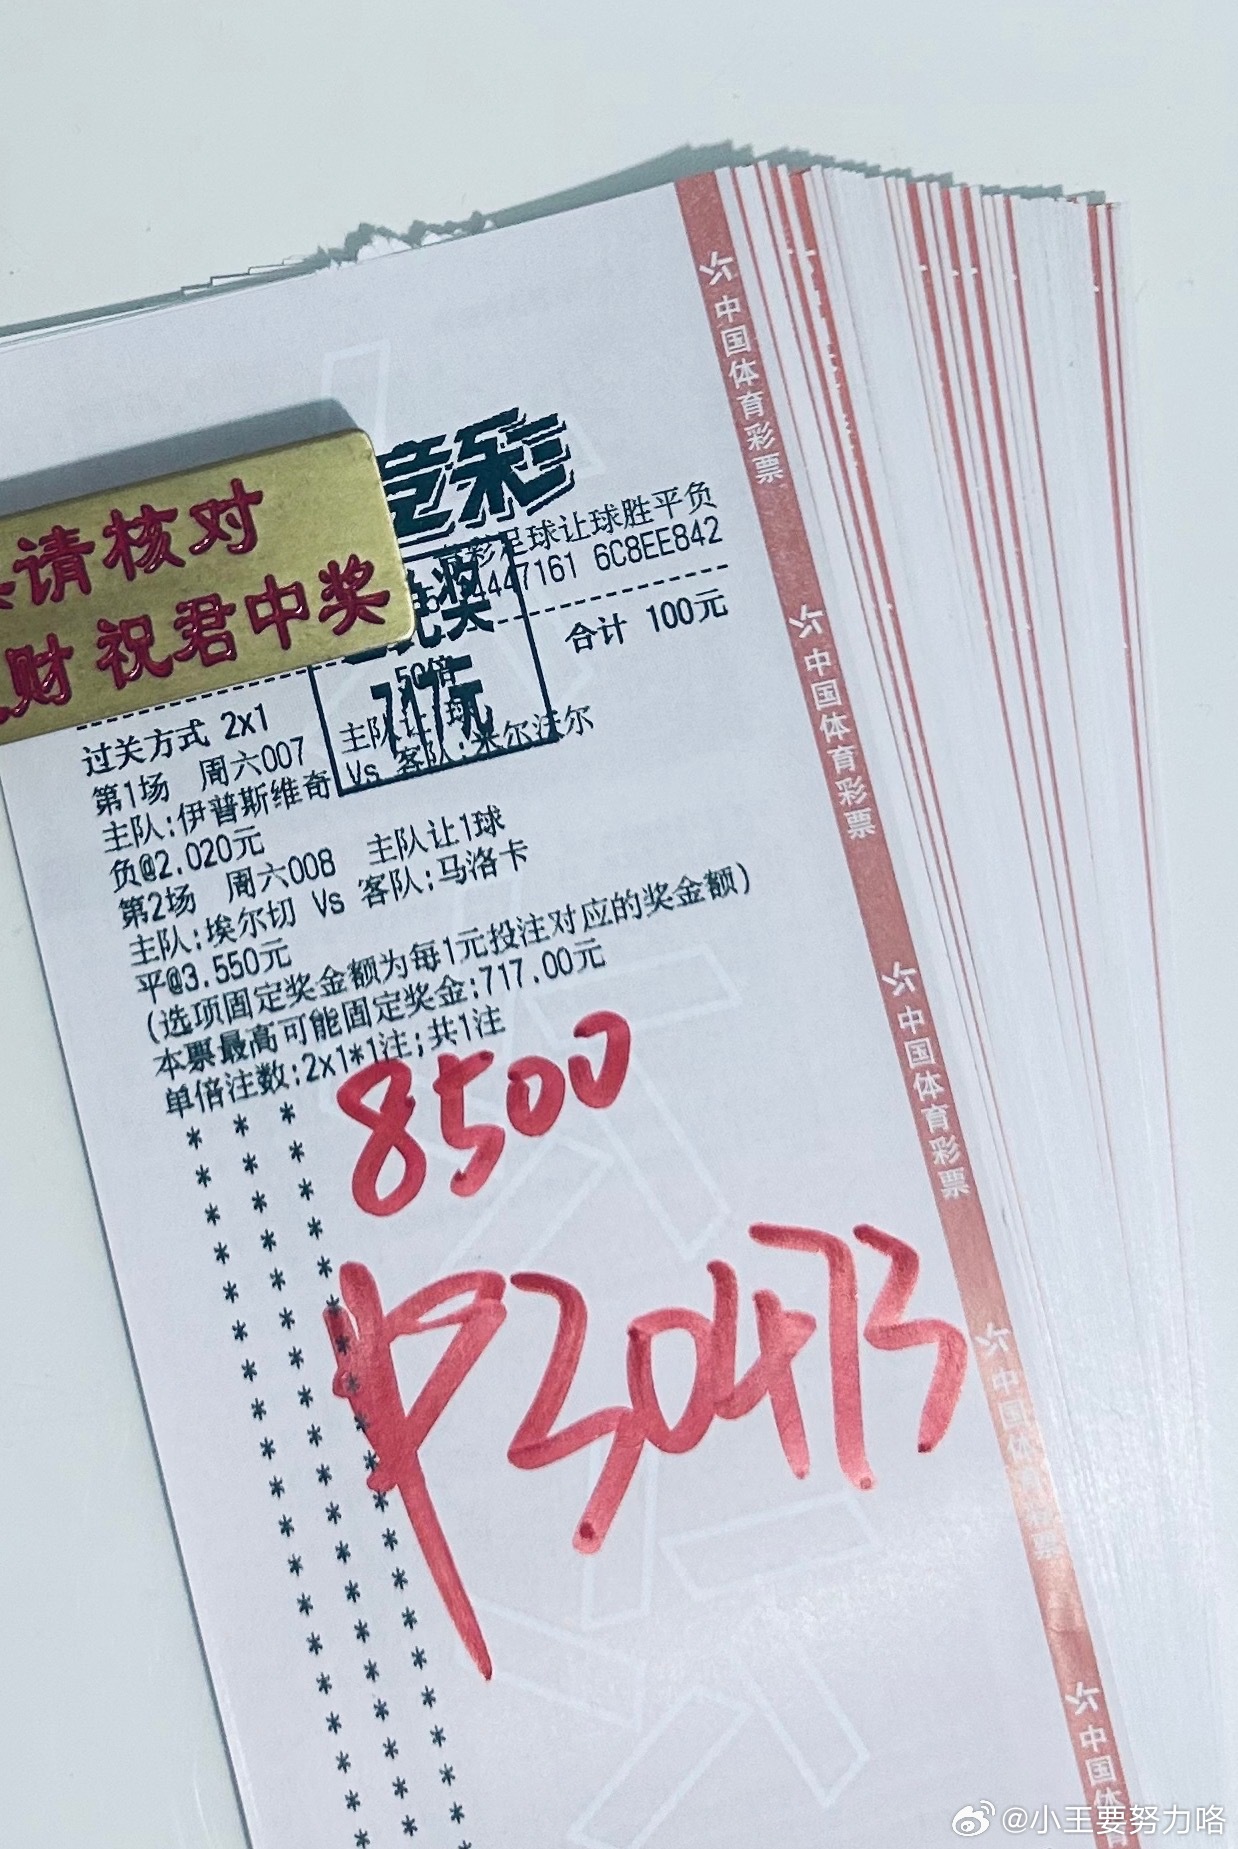 请核对
财 祝君中奖
竞彩
竞彩足球让球胜平负
4447161 6C8EE842
兑奖
717元
合计 100元
50倍
过关方式 2x1
第1场 周六007 主队让 球
主队:伊普斯维奇 Vs 客队:米尔沃尔
负@2.020元
第2场 周六008 主队让1球
主队:埃尔切 Vs 客队:马洛卡
平@3.550元
(选项固定奖金额为每1元投注对应的奖金额)
本票最高可能固定奖金:717.00元
单倍注数:2x1*1注;共1注
8500
中国体育彩票
中国体育彩票
中国体育彩票
中国体育彩票
中国体
@小王要努力咯